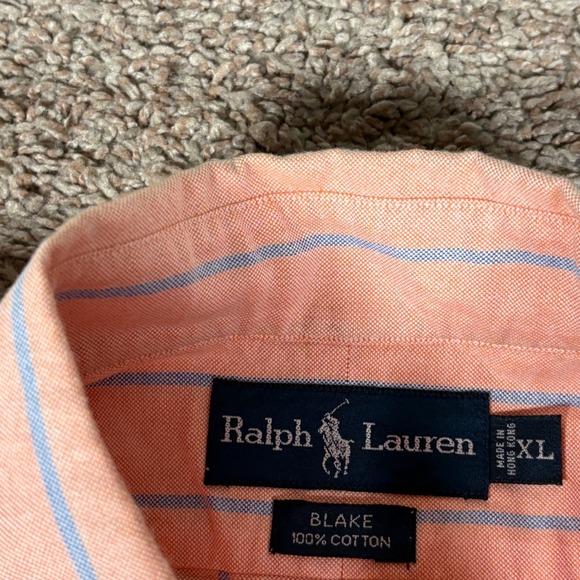 Ralph Lauren
MADE IN
HONG KONG
XL
BLAKE
100% COTTON